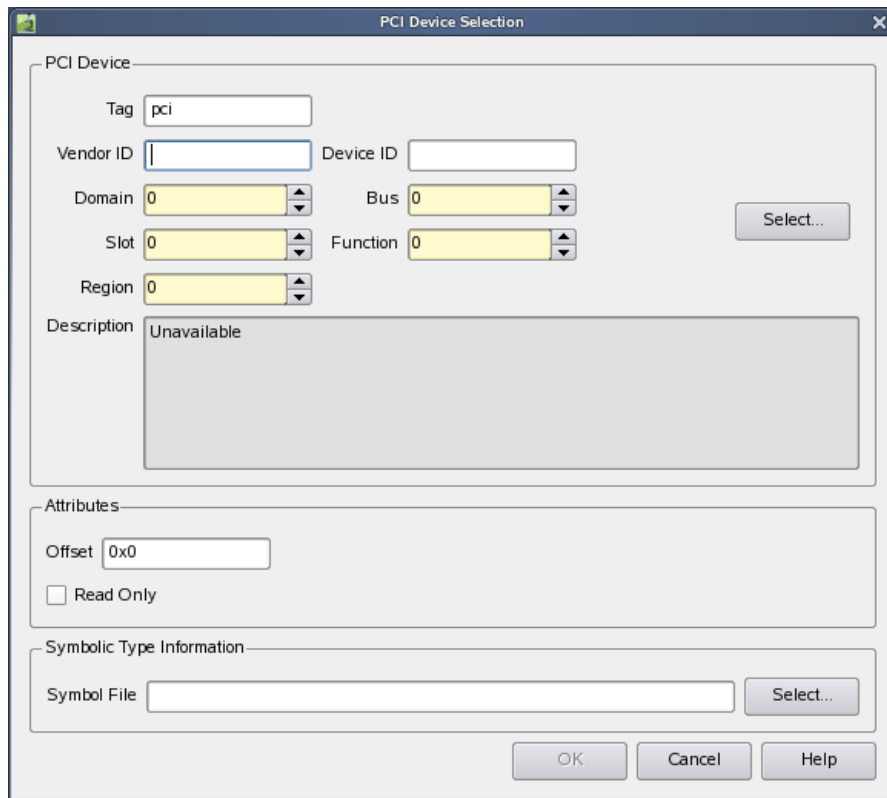 PCI Device Selection
PCI Device
Tag pci
Vendor ID Device ID
Domain 0 Bus 0
Select...
Slot 0 Function 0
Region 0
Description Unavailable
Attributes
Offset 0x0
Read Only
Symbolic Type Information
Symbol File Select...
OK Cancel Help